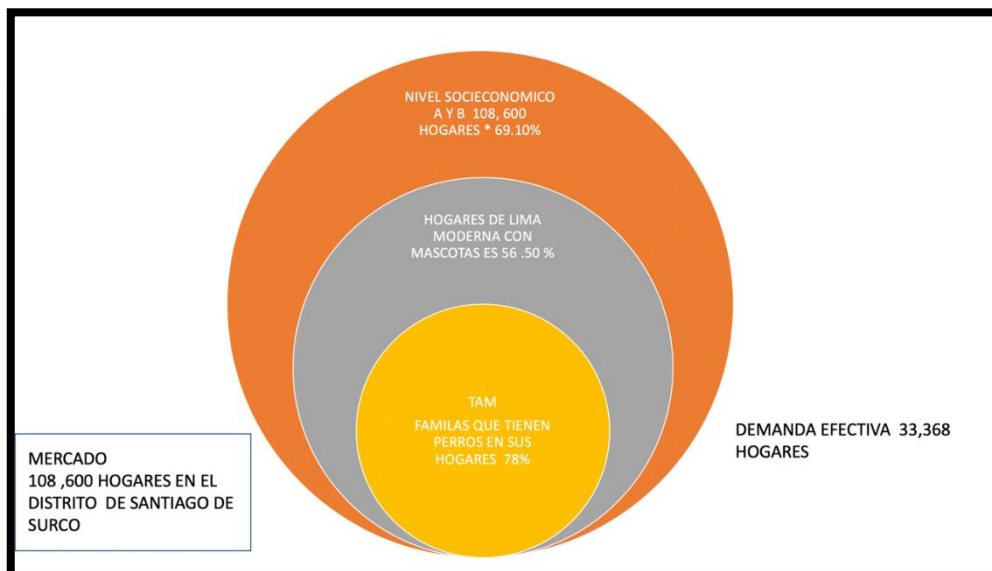 NIVEL SOCIECONOMICO
A Y B 108, 600
HOGARES * 69.10%
HOGARES DE LIMA
MODERNA CON
MASCOTAS ES 56 .50 %
TAM
FAMILAS QUE TIENEN
PERROS EN SUS
HOGARES 78%
MERCADO
108 ,600 HOGARES EN EL
DISTRITO DE SANTIAGO DE
SURCO
DEMANDA EFECTIVA 33,368
HOGARES